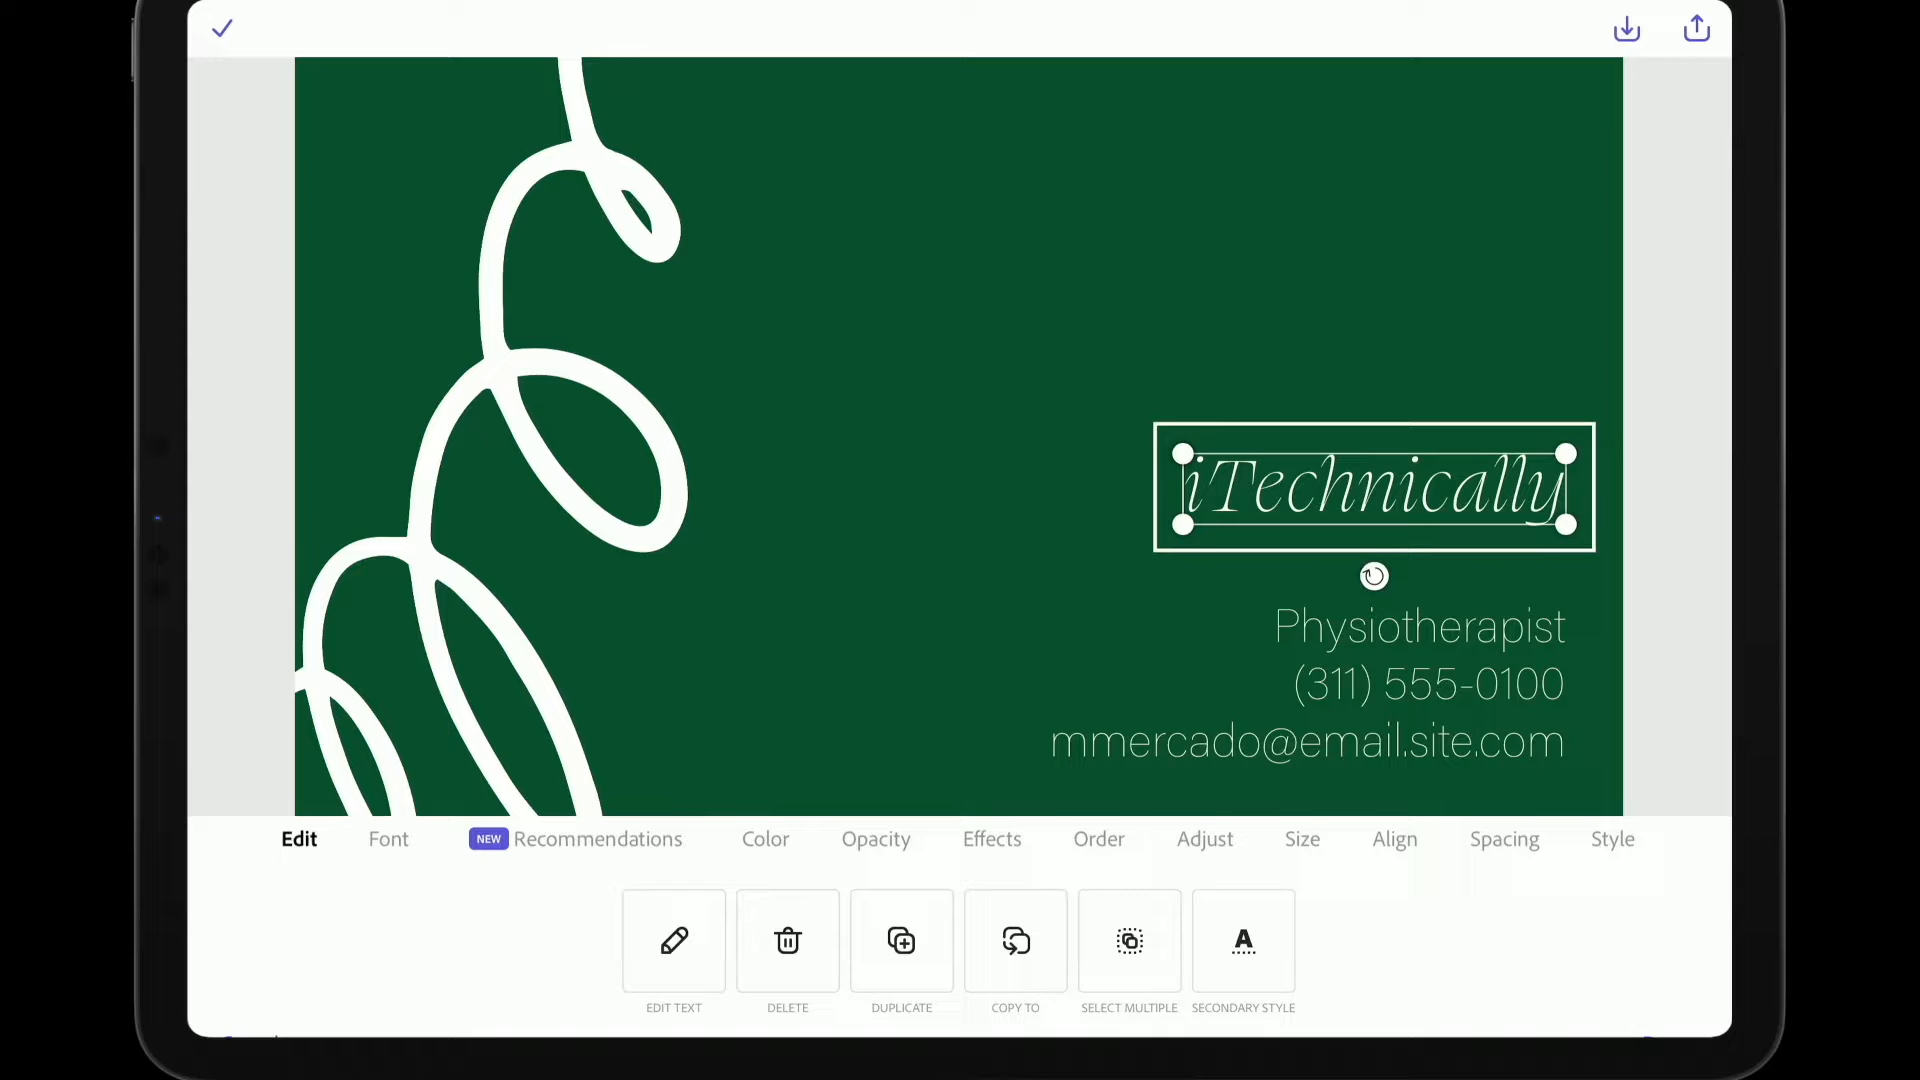 iTechnically
Physiotherapist
(311) 555-0100
mmercado@email.site.com
Edit
Font
NEW Recommendations
Color
Opacity
Effects
Order
Adjust
Size
Align
Spacing
Style
A
EDIT TEXT
DELETE
DUPLICATE
COPY TO
SELECT MULTIPLE
SECONDARY STYLE